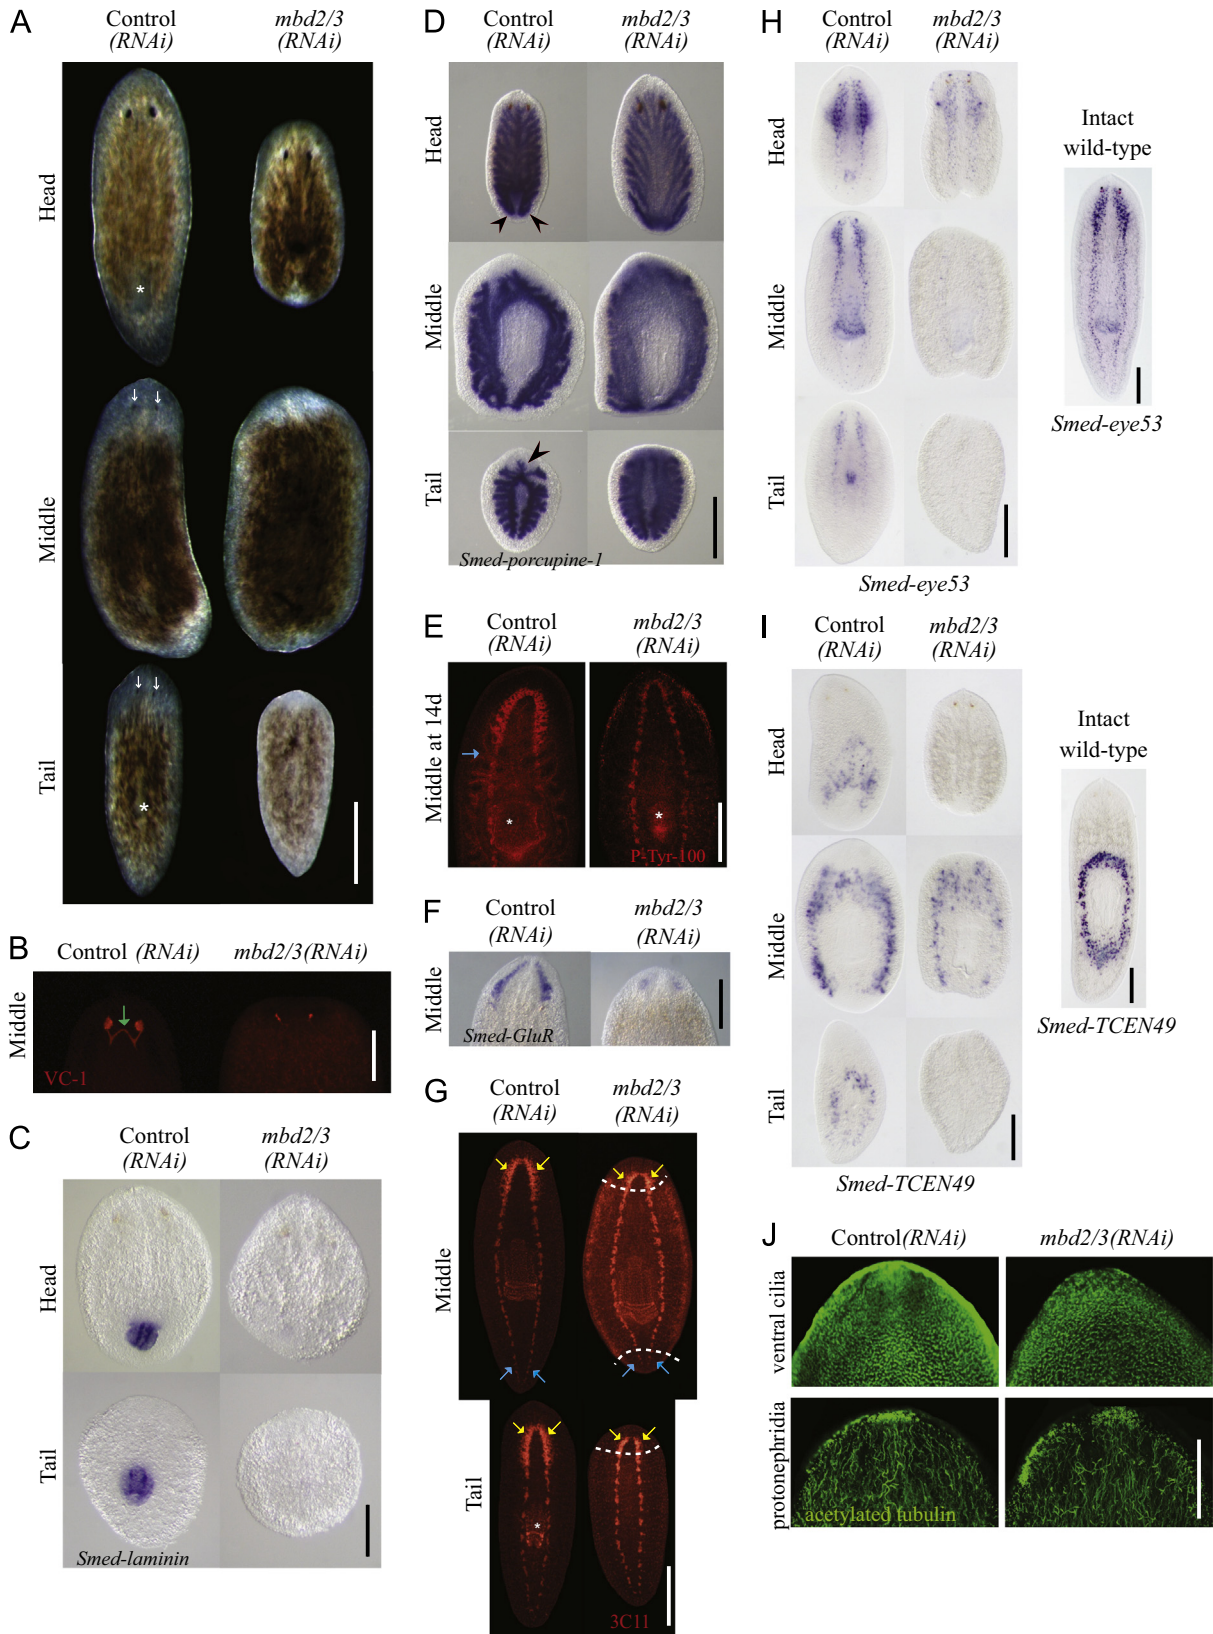 A
Control
(RNAi)
mbd2/3
(RNAi)
Head
*
Middle
Tail
*
B
Control (RNAi)
mbd2/3(RNAi)
Middle
VC-1
C
Control
(RNAi)
mbd2/3
(RNAi)
Head
Tail
Smed-laminin
D
Control
(RNAi)
mbd2/3
(RNAi)
Head
Middle
Tail
Smed-porcupine-1
E
Control
(RNAi)
mbd2/3
(RNAi)
Middle at 14d
*
*
P-Tyr-100
F
Control
(RNAi)
mbd2/3
(RNAi)
Middle
Smed-GluR
G
Control
(RNAi)
mbd2/3
(RNAi)
Middle
Tail
*
3C11
H
Control
(RNAi)
mbd2/3
(RNAi)
Head
Middle
Tail
Smed-eye53
Intact
wild-type
Smed-eye53
I
Control
(RNAi)
mbd2/3
(RNAi)
Head
Middle
Tail
Smed-TCEN49
Intact
wild-type
Smed-TCEN49
J
Control(RNAi)
mbd2/3(RNAi)
ventral cilia
protonephridia
acetylated tubulin